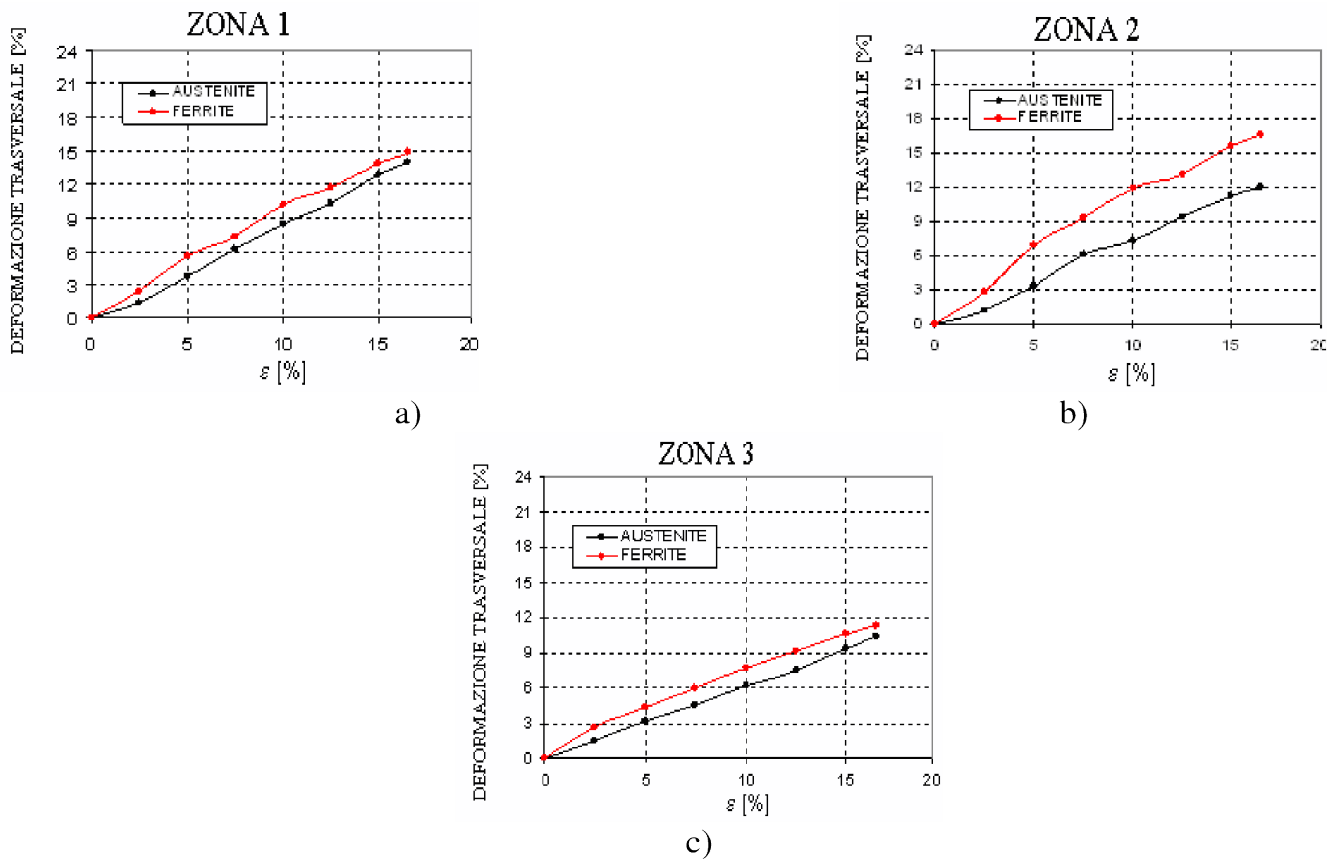 ZONA 1
DEFORMAZIONE TRASVERSALE [%]
24
21
18
15
12
9
6
3
0
AUSTENITE
FERRITE
0 5 10 15 20
ε [%]
a)
ZONA 2
DEFORMAZIONE TRASVERSALE [%]
24
21
18
15
12
9
6
3
0
AUSTENITE
FERRITE
0 5 10 15 20
ε [%]
b)
ZONA 3
DEFORMAZIONE TRASVERSALE [%]
24
21
18
15
12
9
6
3
0
AUSTENITE
FERRITE
0 5 10 15 20
ε [%]
c)